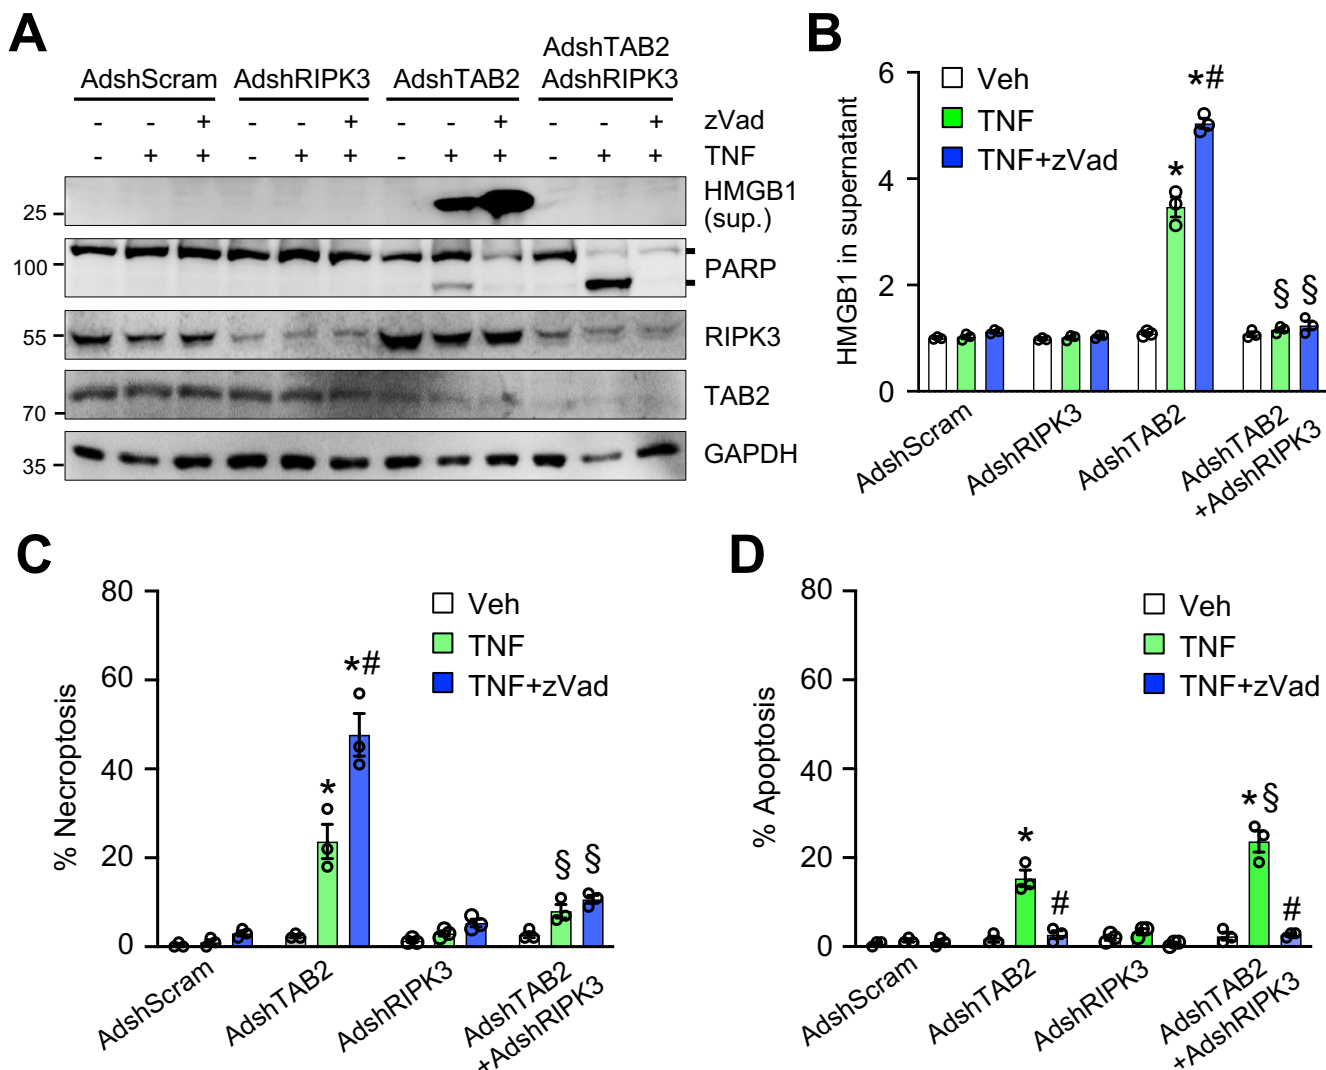 A
AdshScram AdshRIPK3 AdshTAB2 AdshTAB2
AdshRIPK3
- - + - - + - - + - - + zVad
- + + - + + - + + - + + TNF
25 HMGB1
(sup.)
100 PARP
55 RIPK3
70 TAB2
35 GAPDH
B
HMGB1 in supernatant
6
4
2
0
Veh
TNF
TNF+zVad
*
*#
§
§
AdshScram
AdshRIPK3
AdshTAB2
AdshTAB2
+AdshRIPK3
C
% Necroptosis
80
60
40
20
0
Veh
TNF
TNF+zVad
*
*#
§
§
AdshScram
AdshTAB2
AdshRIPK3
AdshTAB2
+AdshRIPK3
D
% Apoptosis
80
60
40
20
0
Veh
TNF
TNF+zVad
*
#
* §
#
AdshScram
AdshTAB2
AdshRIPK3
AdshTAB2
+AdshRIPK3